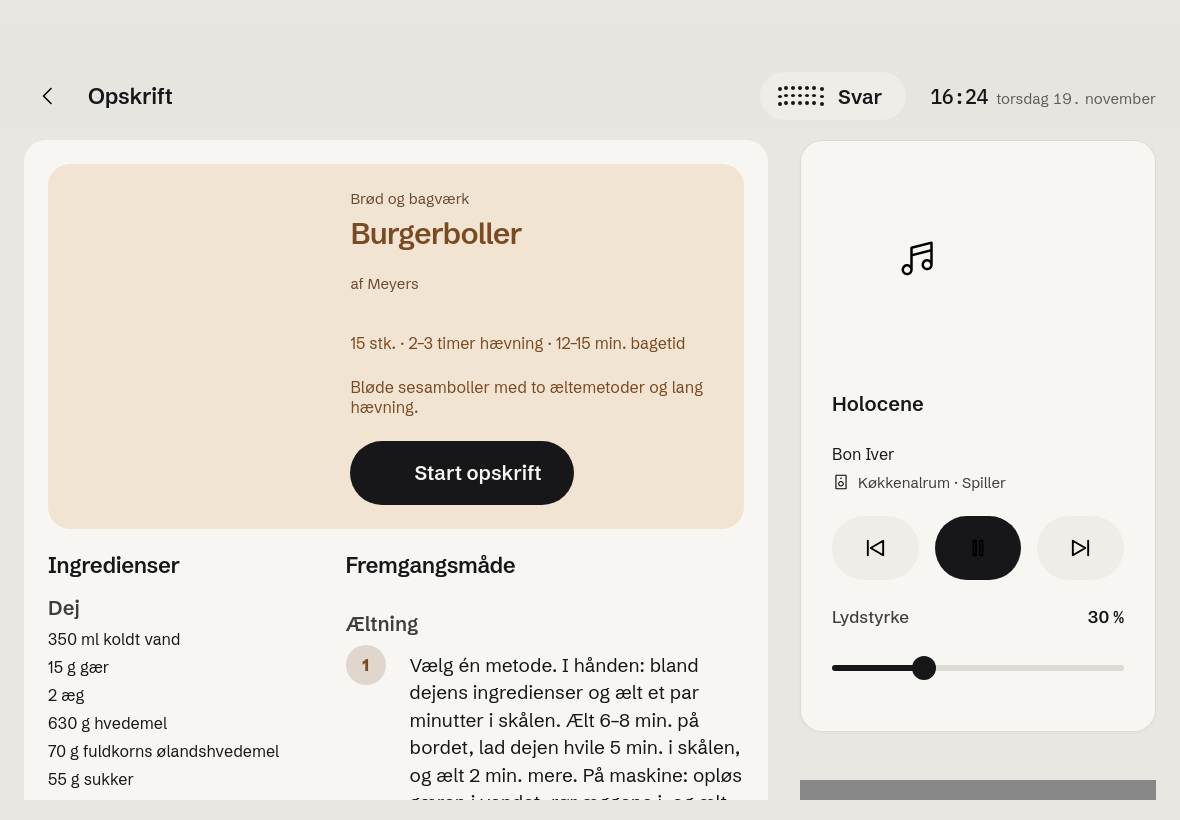 Opskrift
Svar
16:24 torsdag 19. november
Brød og bagværk
Burgerboller
af Meyers
15 stk. · 2–3 timer hævning · 12–15 min. bagetid
Bløde sesamboller med to æltemetoder og lang
hævning.
Start opskrift
Ingredienser
Dej
350 ml koldt vand
15 g gær
2 æg
630 g hvedemel
70 g fuldkorns ølandshvedemel
55 g sukker
Fremgangsmåde
Æltning
1
Vælg én metode. I hånden: bland
dejens ingredienser og ælt et par
minutter i skålen. Ælt 6–8 min. på
bordet, lad dejen hvile 5 min. i skålen,
og ælt 2 min. mere. På maskine: opløs
Holocene
Bon Iver
Køkkenalrum · Spiller
Lydstyrke
30 %